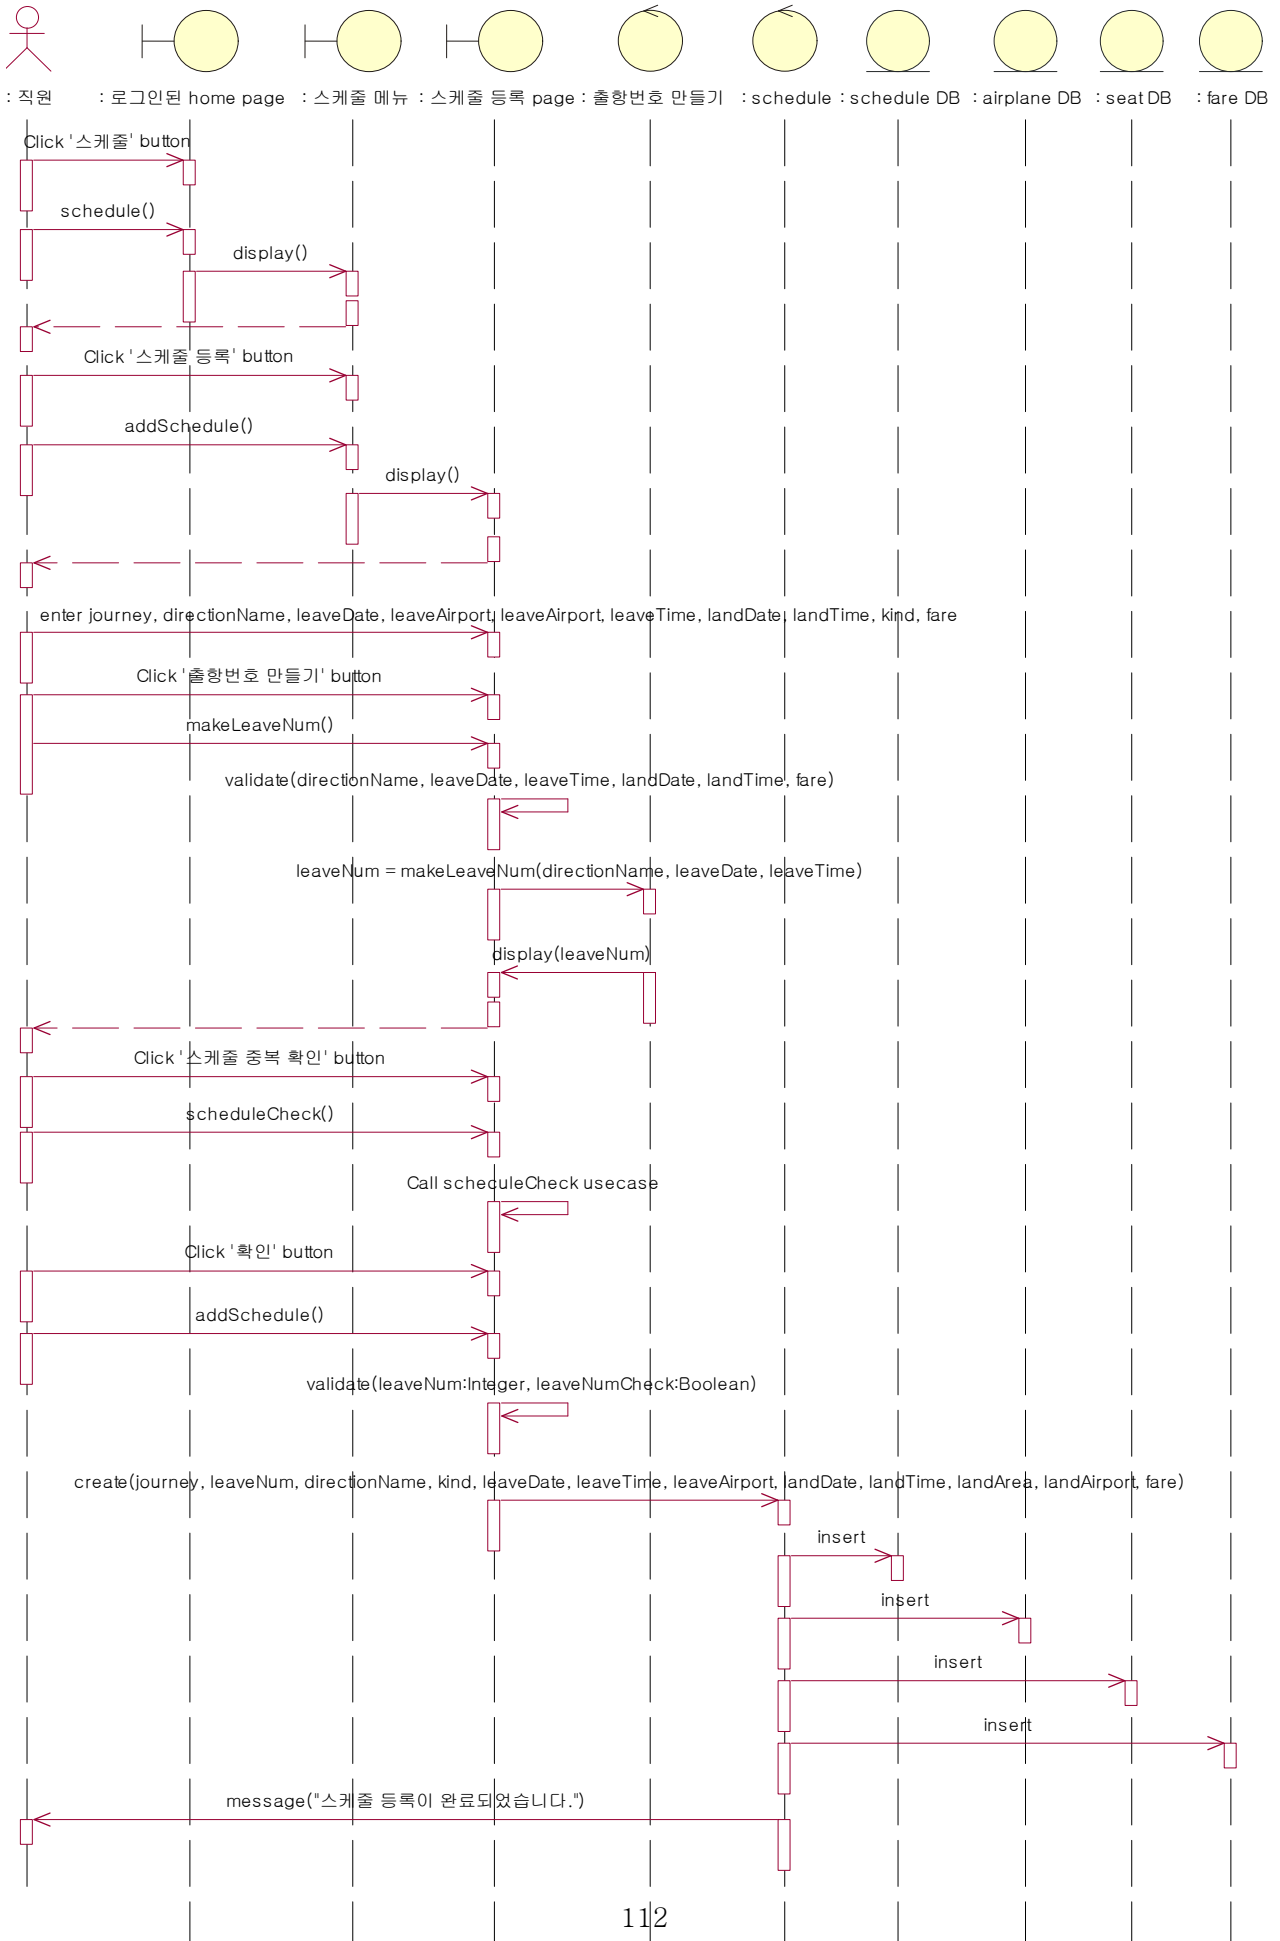 : 직원 : 로그인된 home page : 스케줄 메뉴 : 스케줄 등록 page : 출항번호 만들기 : schedule : schedule DB : airplane DB : seat DB : fare DB
Click '스케줄' button
schedule()
display()
Click '스케줄 등록' button
addSchedule()
display()
enter journey, directionName, leaveDate, leaveAirport, leaveAirport, leaveTime, landDate, landTime, kind, fare
Click '출항번호 만들기' button
makeLeaveNum()
validate(directionName, leaveDate, leaveTime, landDate, landTime, fare)
leaveNum = makeLeaveNum(directionName, leaveDate, leaveTime)
display(leaveNum)
Click '스케줄 중복 확인' button
scheduleCheck()
Call scheculeCheck usecase
Click '확인' button
addSchedule()
validate(leaveNum:Integer, leaveNumCheck:Boolean)
create(journey, leaveNum, directionName, kind, leaveDate, leaveTime, leaveAirport, landDate, landTime, landArea, landAirport, fare)
insert
insert
insert
insert
message("스케줄 등록이 완료되었습니다.")
112